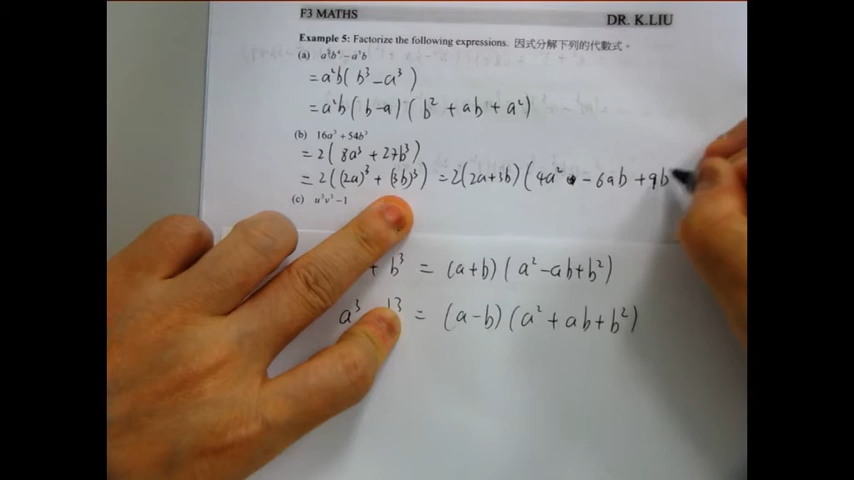 F3 MATHS DR. K.LIU
Example 5: Factorize the following expressions. 因式分解下列的代數式。
(a) a²b⁴ − a⁵b
= a²b ( b³ − a³ )
= a²b ( b − a ) ( b² + ab + a² )
(b) 16a³ + 54b³
= 2 ( 8a³ + 27b³ )
= 2 ( (2a)³ + (3b)³ ) = 2 ( 2a + 3b ) ( 4a² − 6ab + 9b
(c) u³v³ − 1
+ b³ = (a+b) ( a² − ab + b² )
a³ = (a−b) ( a² + ab + b² )